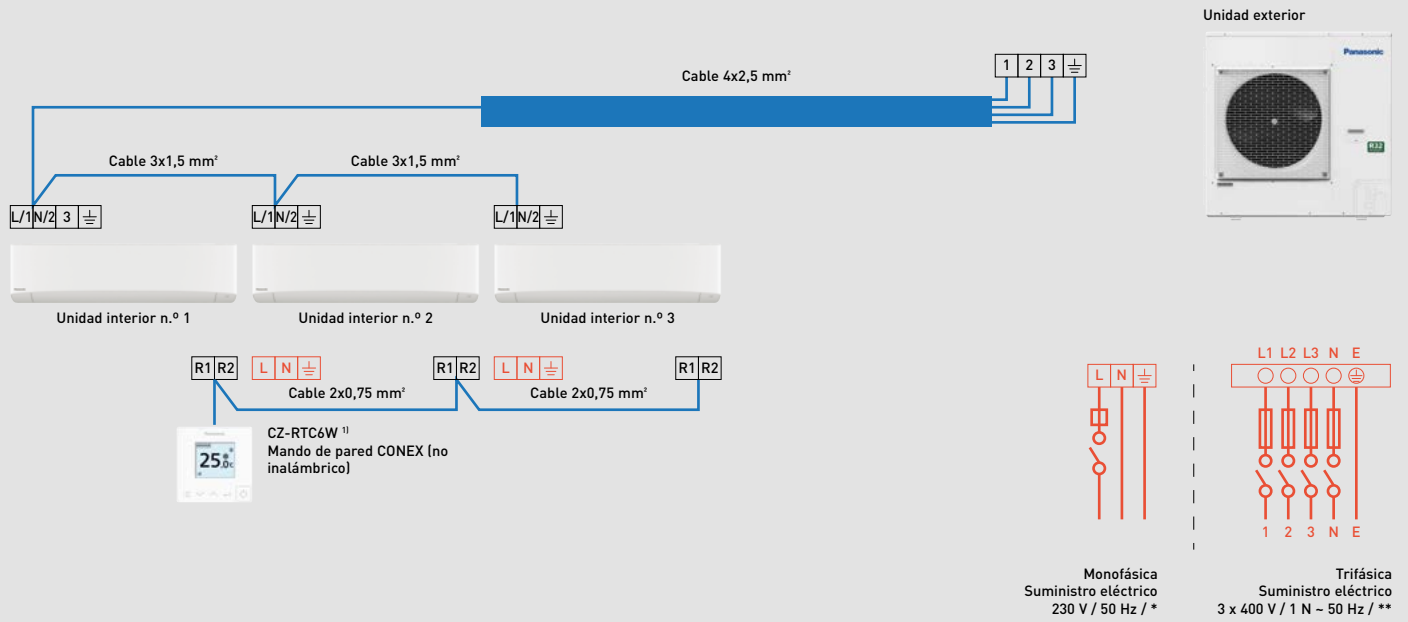 Unidad exterior
Panasonic
R32
Cable 4x2,5 mm²
1 2 3
Cable 3x1,5 mm²
Cable 3x1,5 mm²
L/1 N/2 3
L/1 N/2
L/1 N/2
Unidad interior n.º 1
Unidad interior n.º 2
Unidad interior n.º 3
R1 R2
L N
R1 R2
L N
R1 R2
Cable 2x0,75 mm²
Cable 2x0,75 mm²
CZ-RTC6W ¹⁾
Mando de pared CONEX (no
inalámbrico)
Panasonic
25.0c
L N
L1 L2 L3 N E
1 2 3 N E
Monofásica
Suministro eléctrico
230 V / 50 Hz / *
Trifásica
Suministro eléctrico
3 x 400 V / 1 N ~ 50 Hz / **